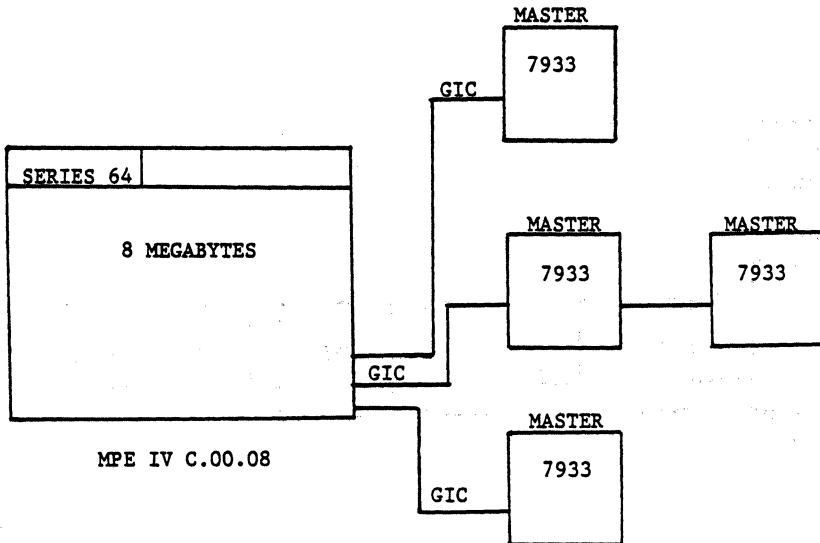 MASTER
7933
GIC
SERIES 64
8 MEGABYTES
MASTER
7933
MASTER
7933
GIC
MASTER
7933
GIC
MPE IV C.00.08